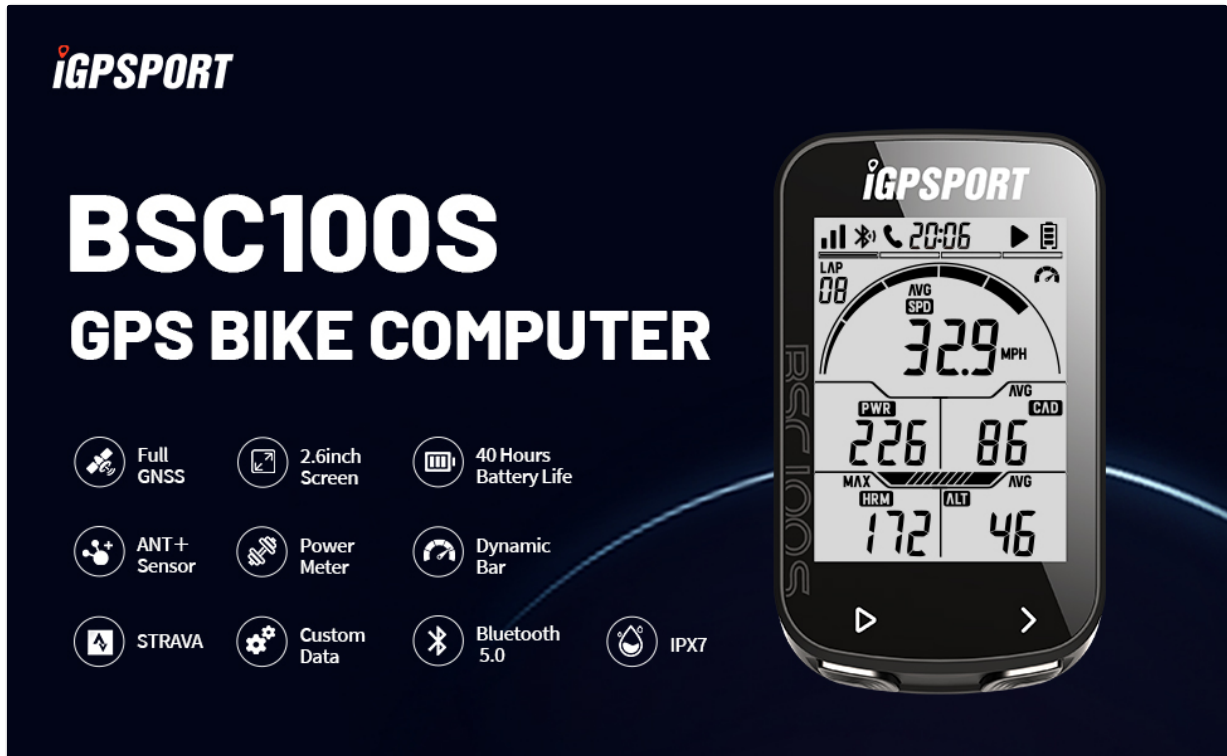 iGPSPORT
BSC100S
GPS BIKE COMPUTER
Full
GNSS
2.6inch
Screen
40 Hours
Battery Life
ANT+
Sensor
Power
Meter
Dynamic
Bar
STRAVA
Custom
Data
Bluetooth
5.0
IPX7
iGPSPORT
20:06
LAP
08
AVG
SPD
32.9 MPH
PWR
226
AVG
CAD
86
MAX
HRM
172
AVG
ALT
46
BSC100S